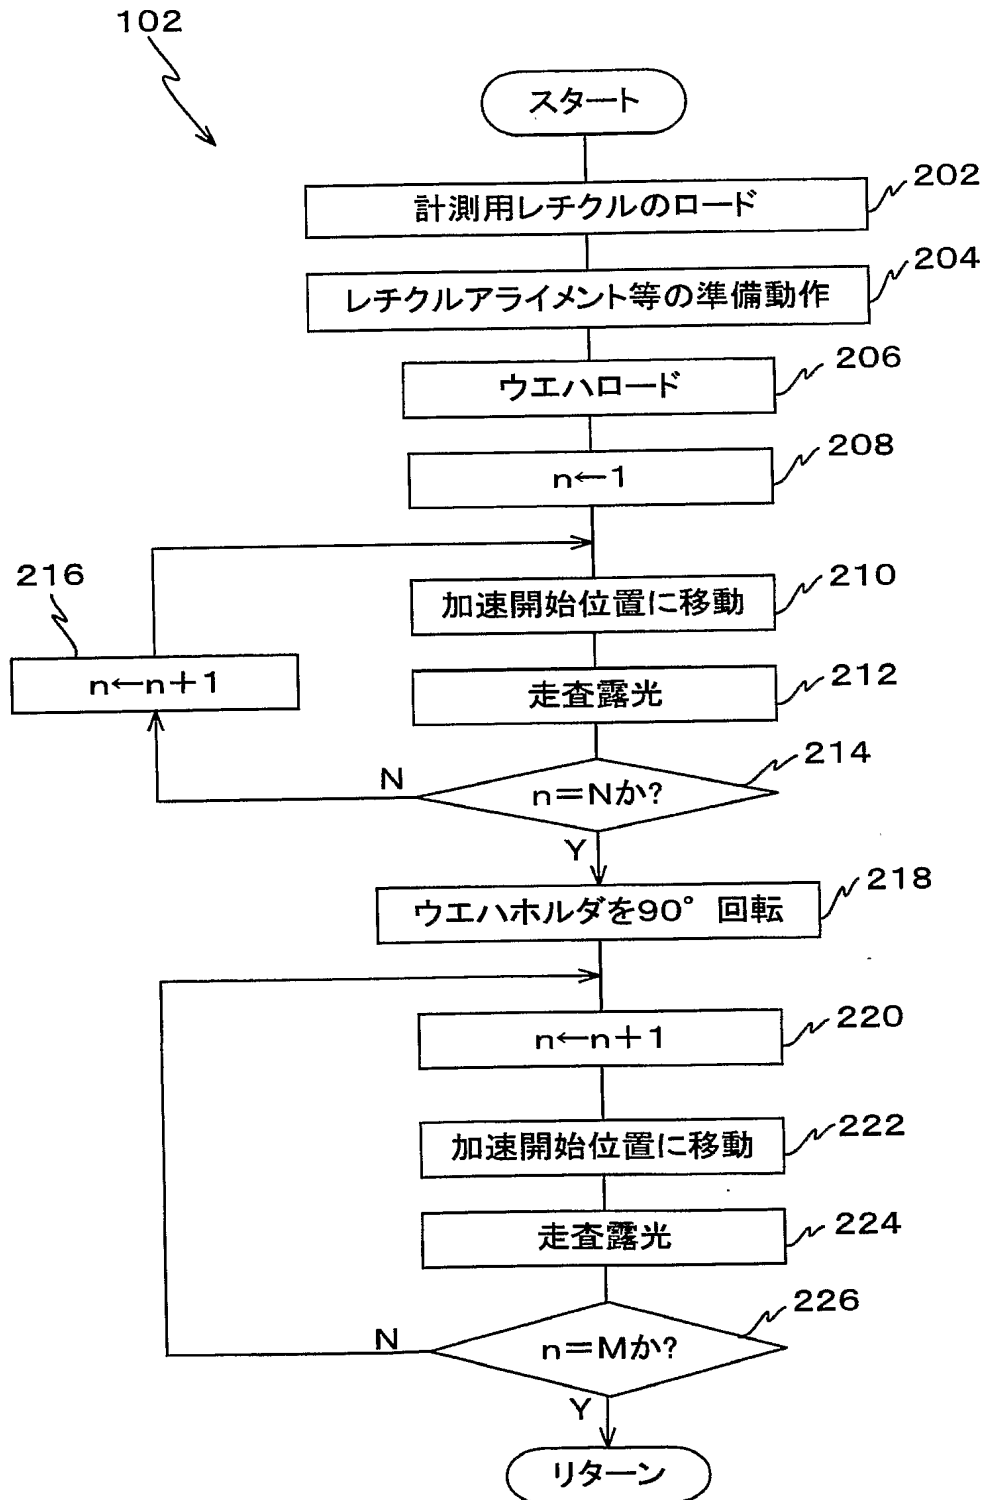 102
スタート
計測用レチクルのロード
202
レチクルアライメント等の準備動作
204
ウエハロード
206
n←1
208
加速開始位置に移動
210
216
n←n+1
走査露光
212
n=Nか?
214
N
Y
ウエハホルダを90°回転
218
n←n+1
220
加速開始位置に移動
222
走査露光
224
n=Mか?
226
N
Y
リターン